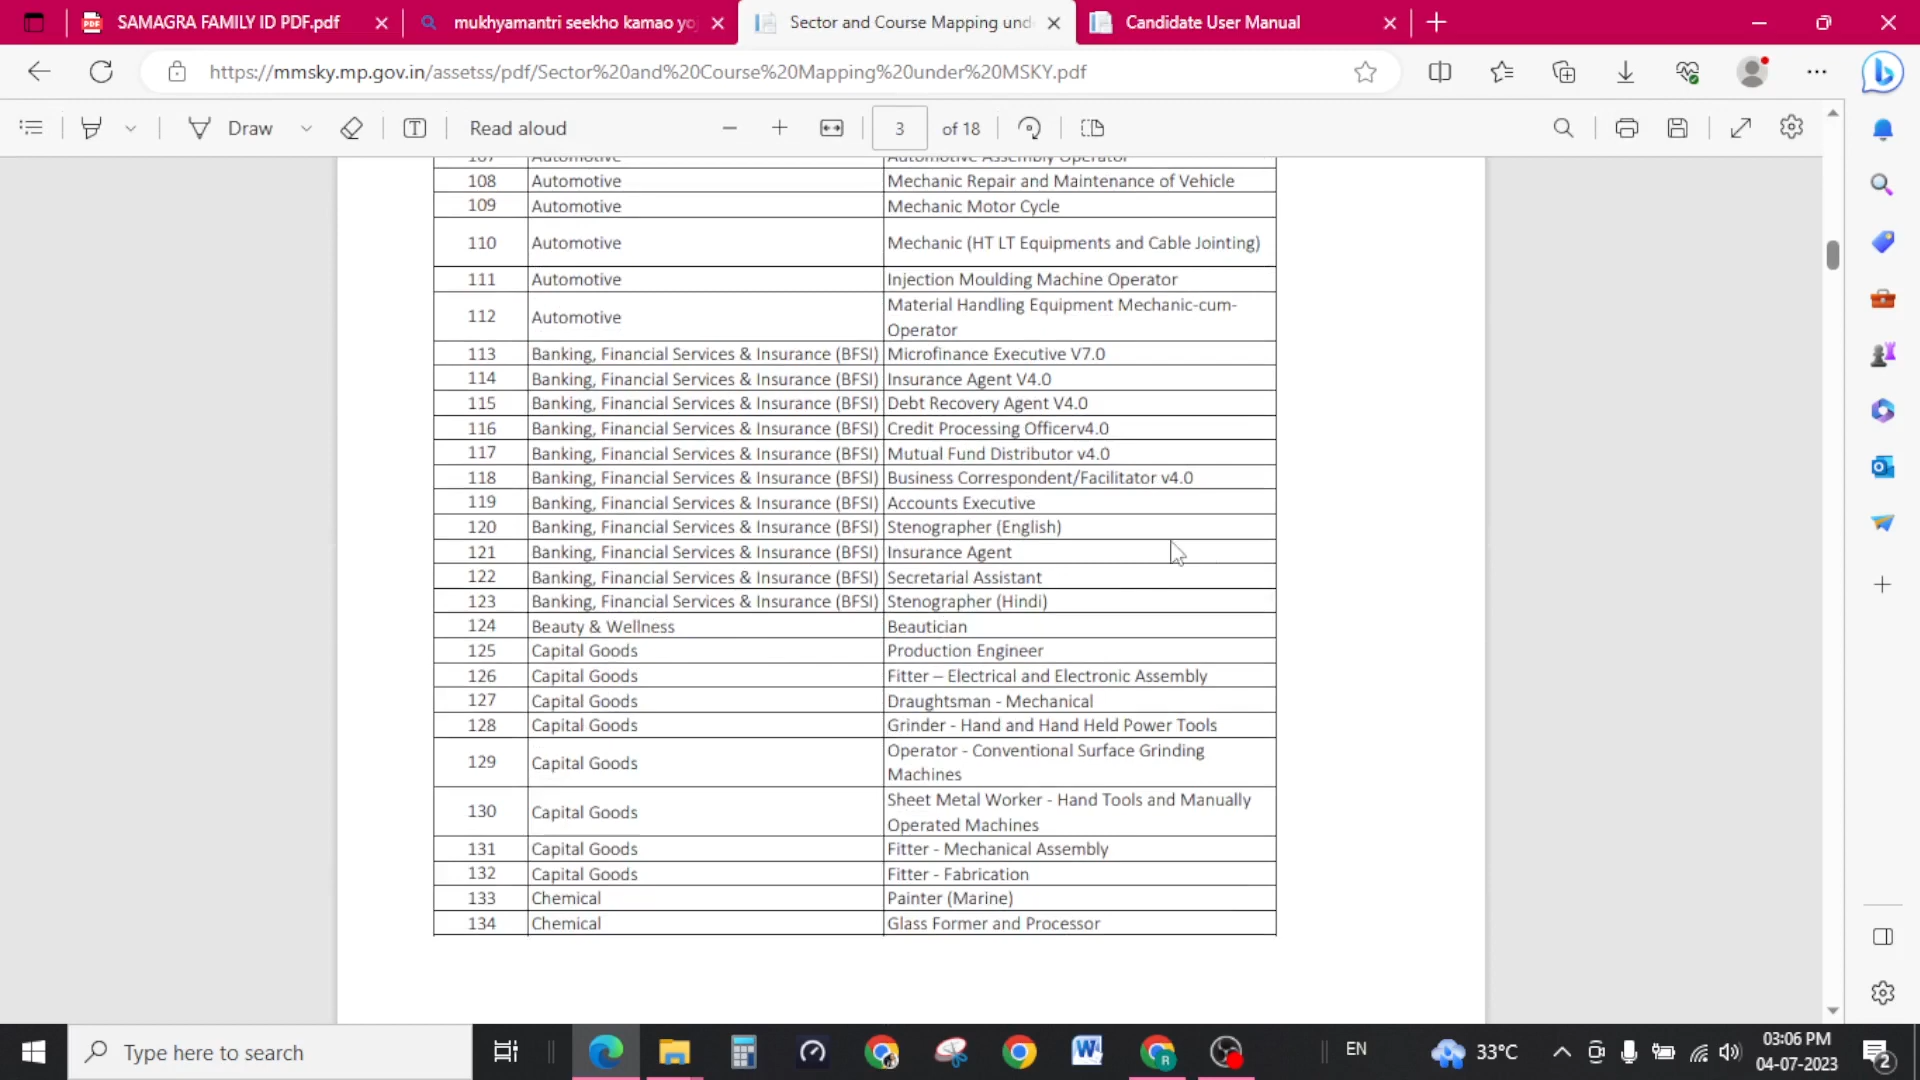 SAMAGRA FAMILY ID PDF.pdf
mukhyamantri seekho kamao yo
Sector and Course Mapping und
Candidate User Manual
https://mmsky.mp.gov.in/assetss/pdf/Sector%20and%20Course%20Mapping%20under%20MSKY.pdf
Draw
Read aloud
3 of 18
107 Automotive Automotive Assembly Operator
108 Automotive Mechanic Repair and Maintenance of Vehicle
109 Automotive Mechanic Motor Cycle
110 Automotive Mechanic (HT LT Equipments and Cable Jointing)
111 Automotive Injection Moulding Machine Operator
112 Automotive Material Handling Equipment Mechanic-cum-
Operator
113 Banking, Financial Services & Insurance (BFSI) Microfinance Executive V7.0
114 Banking, Financial Services & Insurance (BFSI) Insurance Agent V4.0
115 Banking, Financial Services & Insurance (BFSI) Debt Recovery Agent V4.0
116 Banking, Financial Services & Insurance (BFSI) Credit Processing Officerv4.0
117 Banking, Financial Services & Insurance (BFSI) Mutual Fund Distributor v4.0
118 Banking, Financial Services & Insurance (BFSI) Business Correspondent/Facilitator v4.0
119 Banking, Financial Services & Insurance (BFSI) Accounts Executive
120 Banking, Financial Services & Insurance (BFSI) Stenographer (English)
121 Banking, Financial Services & Insurance (BFSI) Insurance Agent
122 Banking, Financial Services & Insurance (BFSI) Secretarial Assistant
123 Banking, Financial Services & Insurance (BFSI) Stenographer (Hindi)
124 Beauty & Wellness Beautician
125 Capital Goods Production Engineer
126 Capital Goods Fitter – Electrical and Electronic Assembly
127 Capital Goods Draughtsman - Mechanical
128 Capital Goods Grinder - Hand and Hand Held Power Tools
129 Capital Goods Operator - Conventional Surface Grinding
Machines
130 Capital Goods Sheet Metal Worker - Hand Tools and Manually
Operated Machines
131 Capital Goods Fitter - Mechanical Assembly
132 Capital Goods Fitter - Fabrication
133 Chemical Painter (Marine)
134 Chemical Glass Former and Processor
Type here to search
EN
33°C
03:06 PM
04-07-2023
2